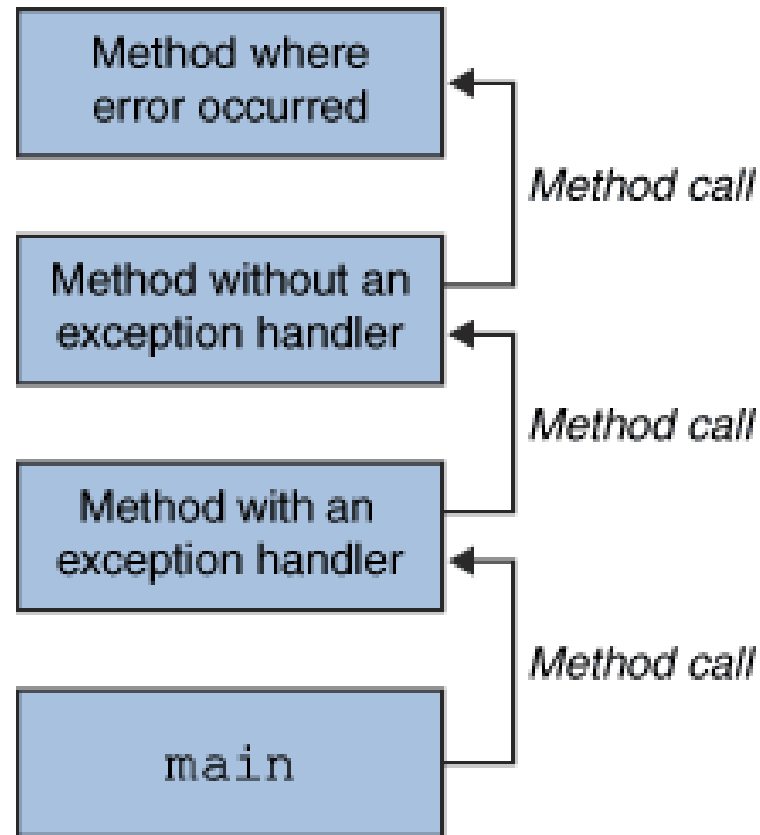 Method where
error occurred
Method call
Method without an
exception handler
Method call
Method with an
exception handler
Method call
main